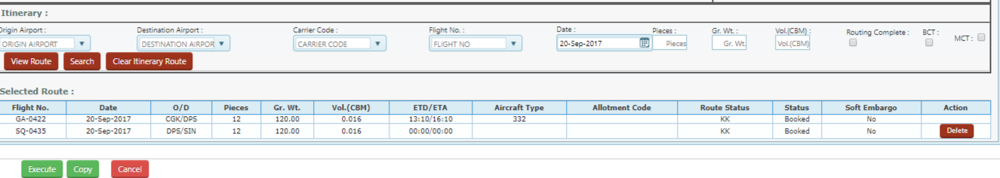 Itinerary :
Origin Airport : Destination Airport : Carrier Code : Flight No. : Date : Pieces : Gr. Wt. : Vol.(CBM) : Routing Complete : BCT : MCT :
ORIGIN AIRPORT DESTINATION AIRPOR CARRIER CODE FLIGHT NO 20-Sep-2017 Pieces Gr. Wt. Vol.(CBM)
View Route Search Clear Itinerary Route
Selected Route :
Flight No. Date O/D Pieces Gr. Wt. Vol.(CBM) ETD/ETA Aircraft Type Allotment Code Route Status Status Soft Embargo Action
GA-0422 20-Sep-2017 CGK/DPS 12 120.00 0.016 13:10/16:10 332 KK Booked No
SQ-0435 20-Sep-2017 DPS/SIN 12 120.00 0.016 00:00/00:00 KK Booked No Delete
Execute Copy Cancel